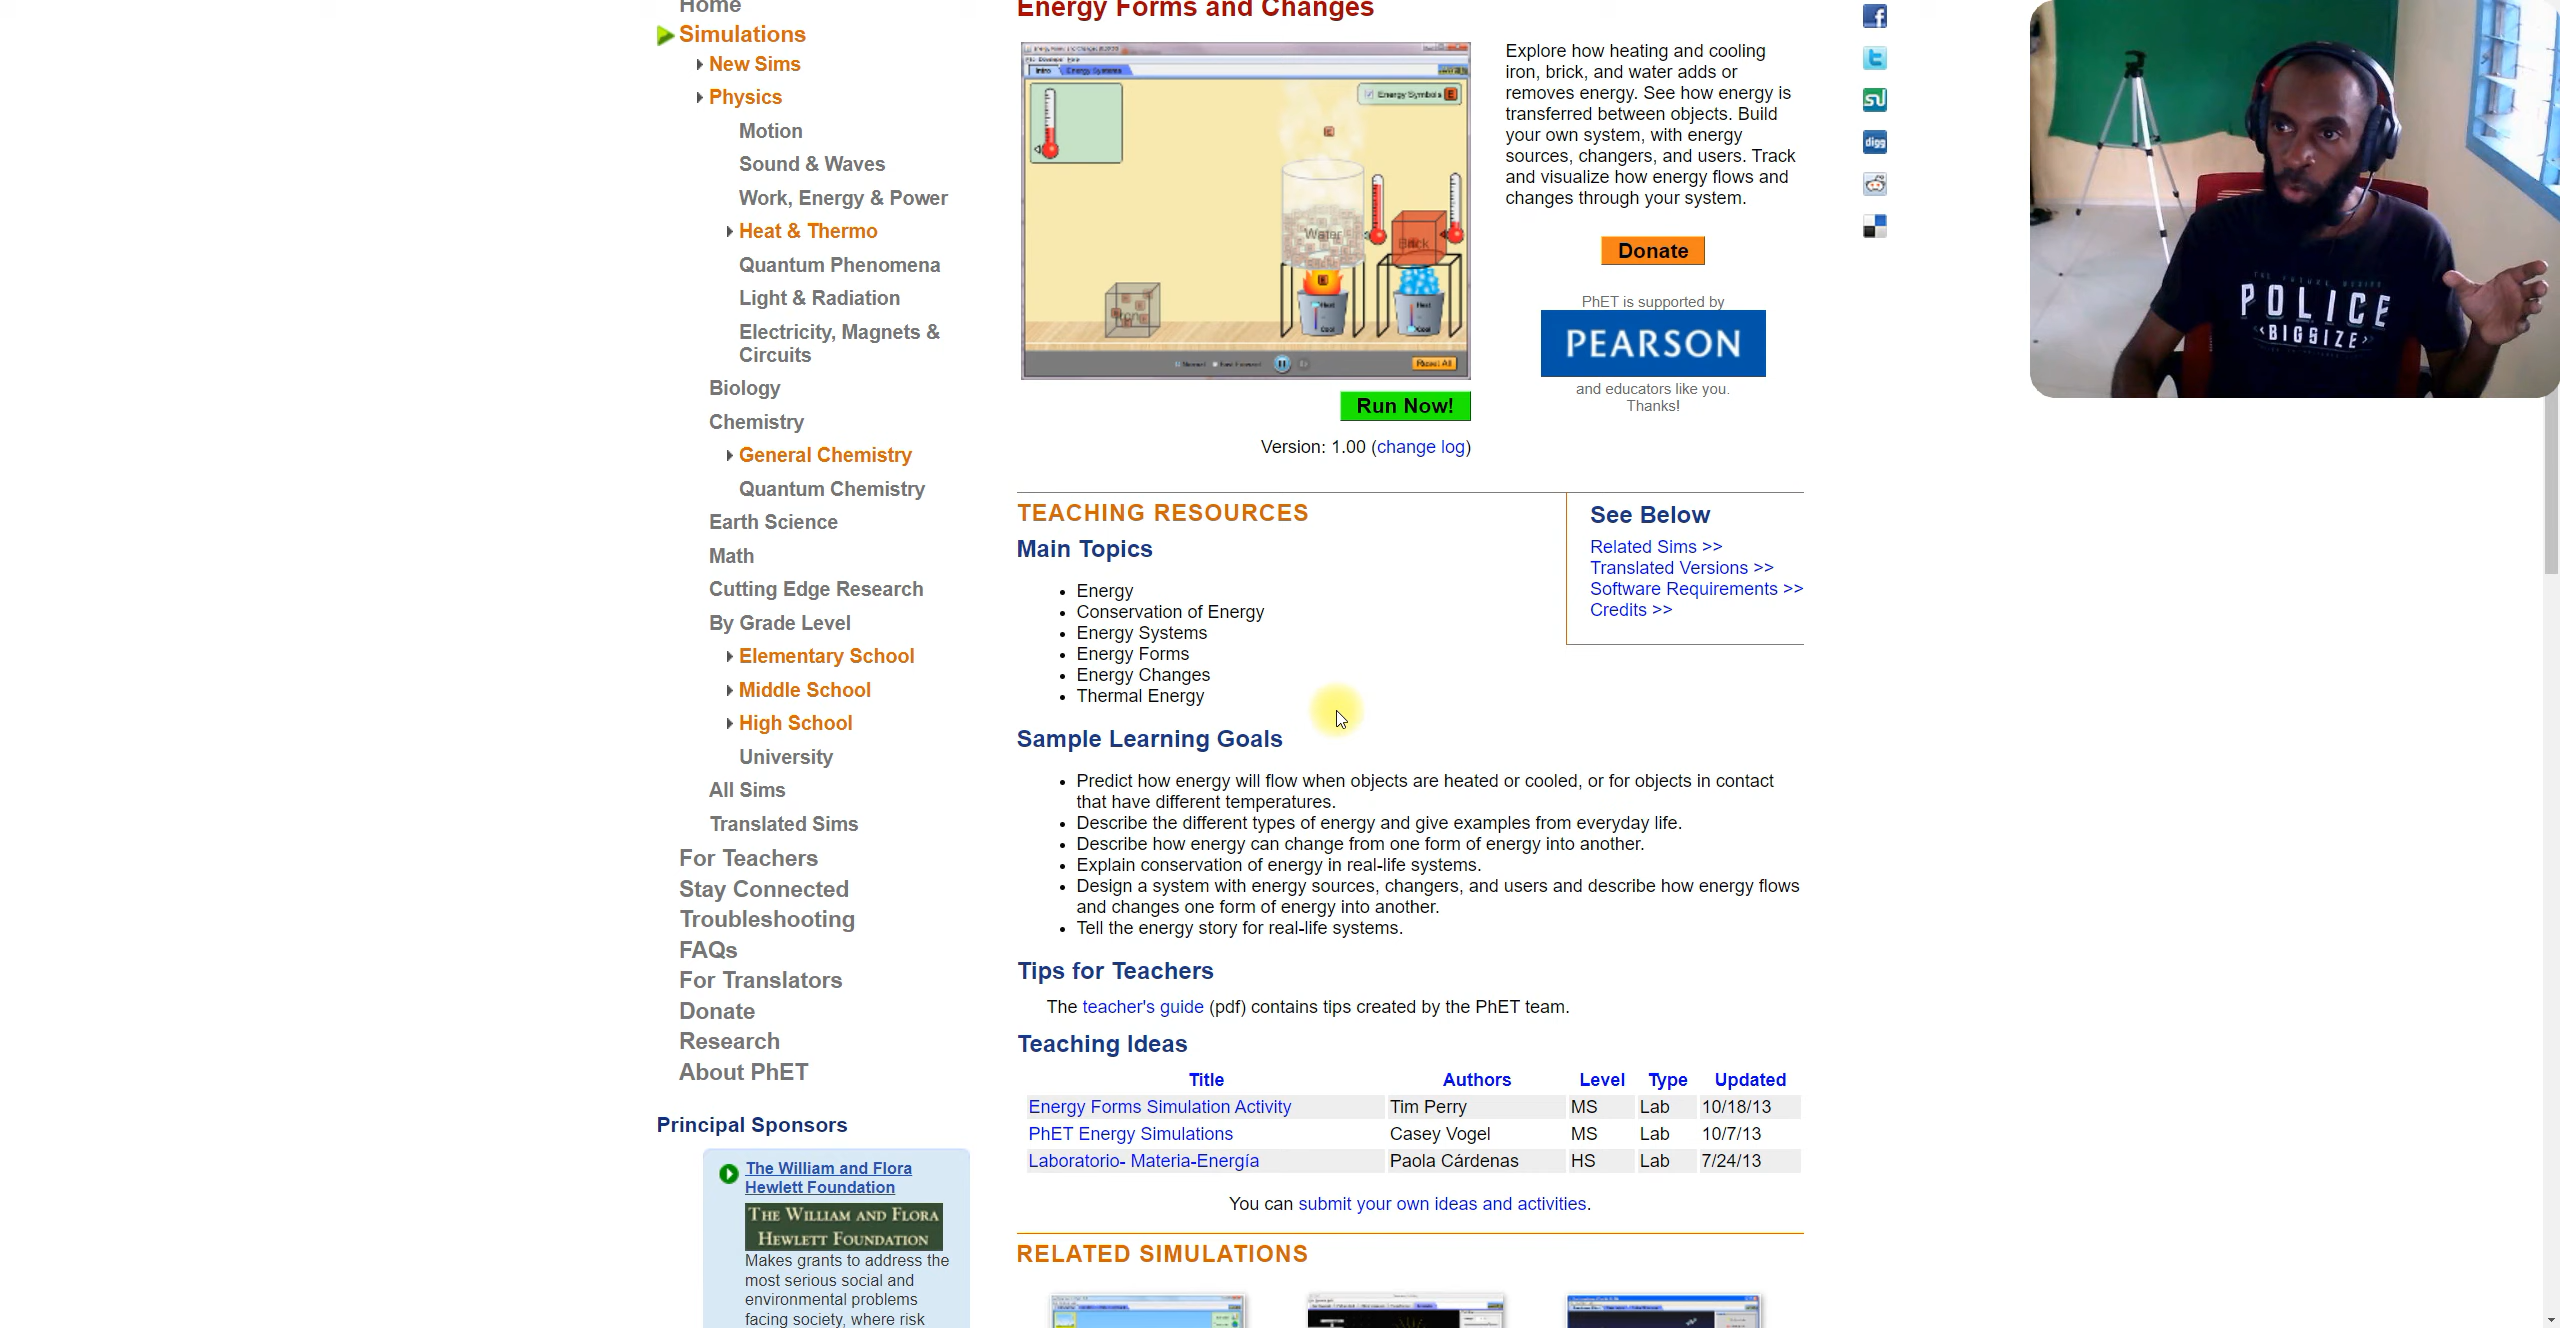 Home
Simulations
New Sims
Physics
Motion
Sound & Waves
Work, Energy & Power
Heat & Thermo
Quantum Phenomena
Light & Radiation
Electricity, Magnets &
Circuits
Biology
Chemistry
General Chemistry
Quantum Chemistry
Earth Science
Math
Cutting Edge Research
By Grade Level
Elementary School
Middle School
High School
University
All Sims
Translated Sims
For Teachers
Stay Connected
Troubleshooting
FAQs
For Translators
Donate
Research
About PhET
Principal Sponsors
The William and Flora
Hewlett Foundation
THE WILLIAM AND FLORA
HEWLETT FOUNDATION
Makes grants to address the
most serious social and
environmental problems
facing society, where risk
Energy Forms and Changes
Intro Energy Systems
Energy Symbols E
Water
Brick
Iron
Heat
Cool
Heat
Cool
Normal Fast Forward
Reset All
Explore how heating and cooling
iron, brick, and water adds or
removes energy. See how energy is
transferred between objects. Build
your own system, with energy
sources, changers, and users. Track
and visualize how energy flows and
changes through your system.
Donate
PhET is supported by
PEARSON
and educators like you.
Thanks!
Run Now!
Version: 1.00 (change log)
TEACHING RESOURCES
Main Topics
Energy
Conservation of Energy
Energy Systems
Energy Forms
Energy Changes
Thermal Energy
See Below
Related Sims >>
Translated Versions >>
Software Requirements >>
Credits >>
Sample Learning Goals
Predict how energy will flow when objects are heated or cooled, or for objects in contact
that have different temperatures.
Describe the different types of energy and give examples from everyday life.
Describe how energy can change from one form of energy into another.
Explain conservation of energy in real-life systems.
Design a system with energy sources, changers, and users and describe how energy flows
and changes one form of energy into another.
Tell the energy story for real-life systems.
Tips for Teachers
The teacher's guide (pdf) contains tips created by the PhET team.
Teaching Ideas
Title Authors Level Type Updated
Energy Forms Simulation Activity Tim Perry MS Lab 10/18/13
PhET Energy Simulations Casey Vogel MS Lab 10/7/13
Laboratorio- Materia-Energía Paola Cárdenas HS Lab 7/24/13
You can submit your own ideas and activities.
RELATED SIMULATIONS
f
t
digg
POLICE
<BIGSIZE>